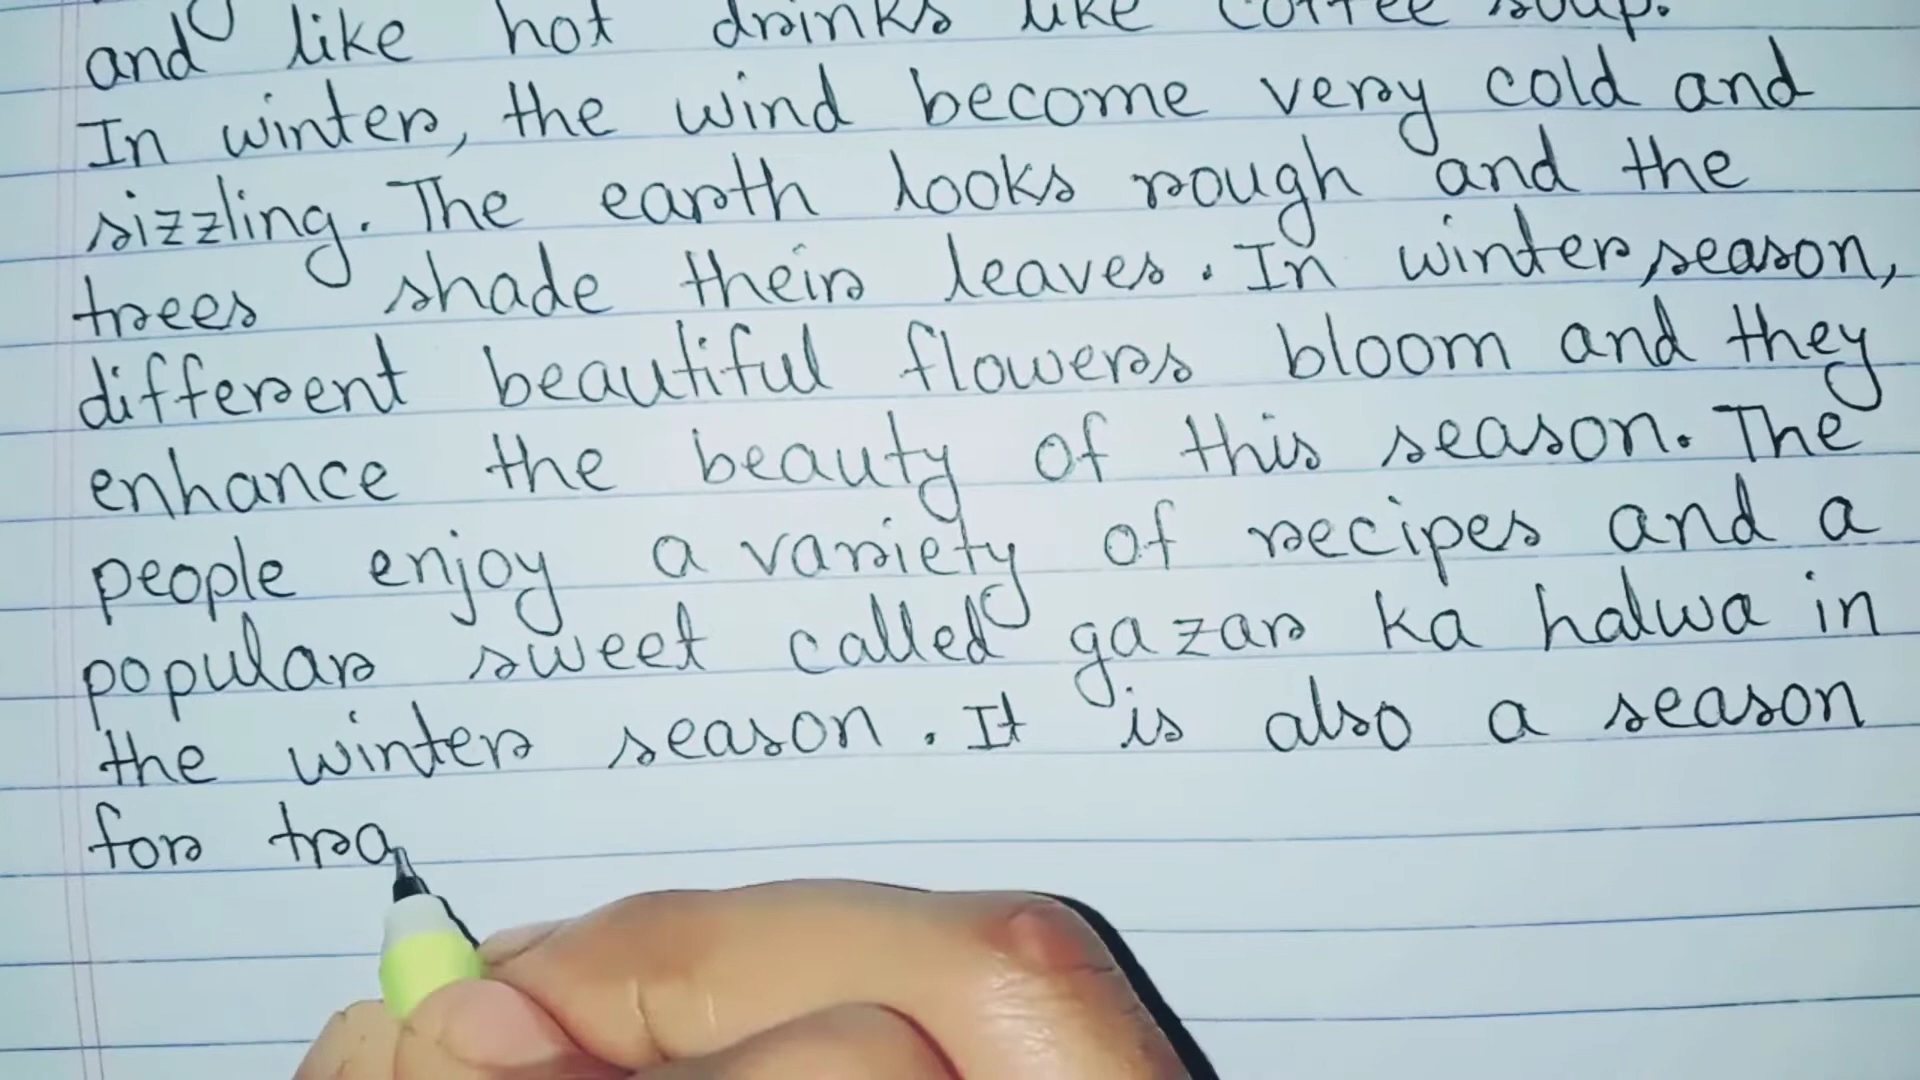 and like hot drinks like coffee soup.
In winter, the wind become very cold and
sizzling. The earth looks rough and the
trees shade their leaves. In winter season,
different beautiful flowers bloom and they
enhance the beauty of this season. The
people enjoy a variety of recipes and a
popular sweet called gazar ka halwa in
the winter season. It is also a season
for tra